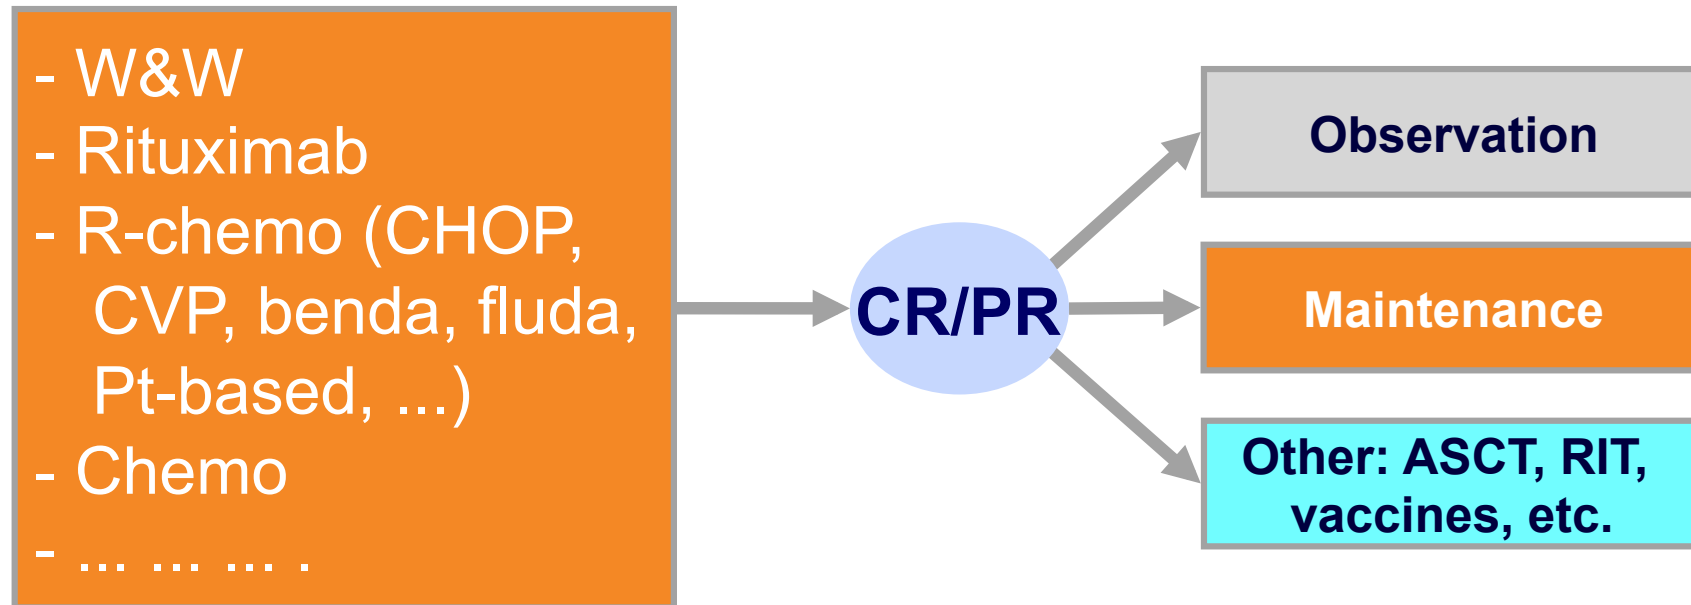 - W&W
- Rituximab
- R-chemo (CHOP,
CVP, benda, fluda,
Pt-based, ...)
- Chemo
- ... ... ... .
CR/PR
Observation
Maintenance
Other: ASCT, RIT,
vaccines, etc.